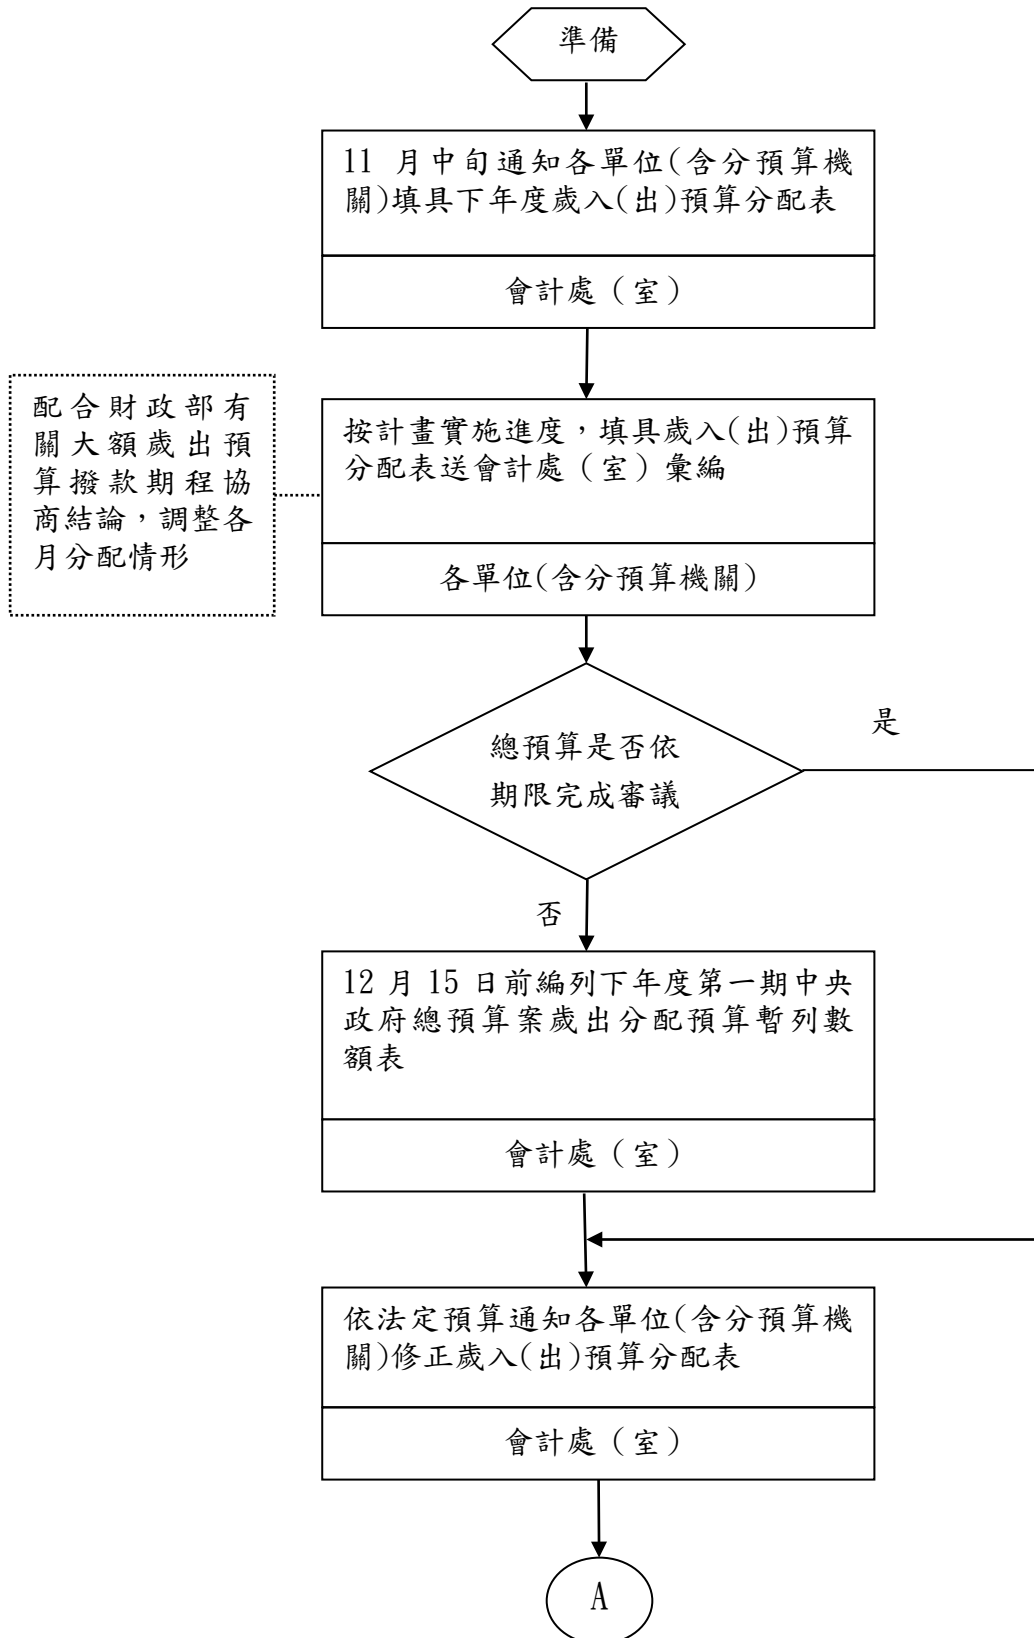 準備
11 月中旬通知各單位(含分預算機
關)填具下年度歲入(出)預算分配表
會計處（室）
配合財政部有
關大額歲出預
算撥款期程協
商結論，調整各
月分配情形
按計畫實施進度，填具歲入(出)預算
分配表送會計處（室）彙編
各單位(含分預算機關)
總預算是否依
期限完成審議
是
否
12 月 15 日前編列下年度第一期中央
政府總預算案歲出分配預算暫列數
額表
會計處（室）
依法定預算通知各單位(含分預算機
關)修正歲入(出)預算分配表
會計處（室）
A